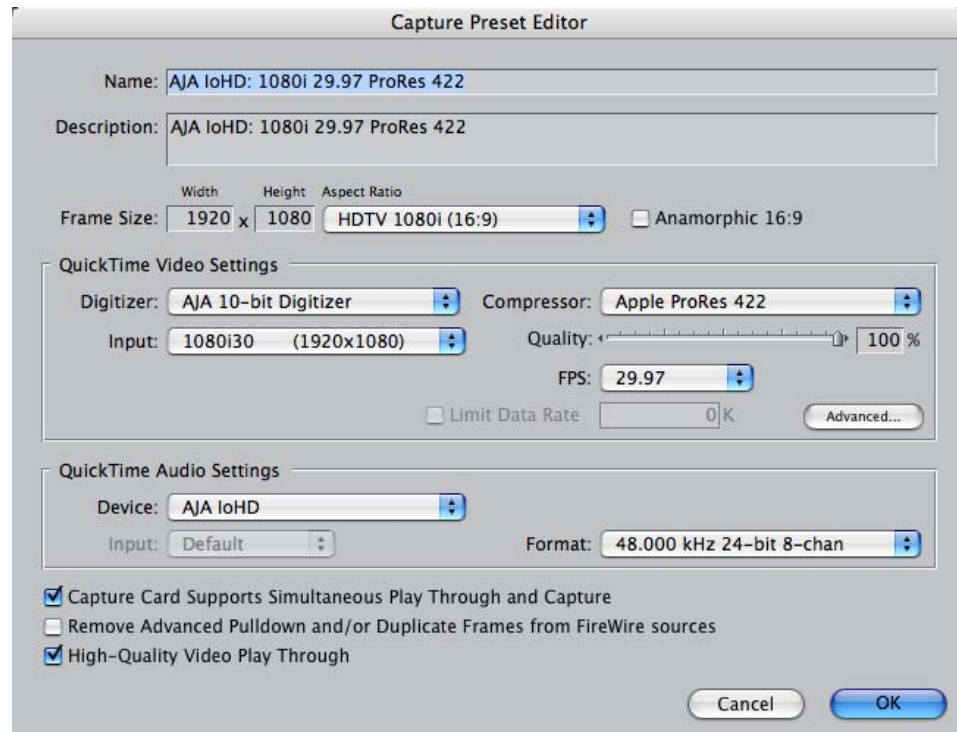 Capture Preset Editor
Name: AJA IoHD: 1080i 29.97 ProRes 422
Description: AJA IoHD: 1080i 29.97 ProRes 422
Width Height Aspect Ratio
Frame Size: 1920 x 1080 HDTV 1080i (16:9) Anamorphic 16:9
QuickTime Video Settings
Digitizer: AJA 10-bit Digitizer Compressor: Apple ProRes 422
Input: 1080i30 (1920x1080) Quality: 100 %
FPS: 29.97
Limit Data Rate 0 K Advanced...
QuickTime Audio Settings
Device: AJA IoHD
Input: Default Format: 48.000 kHz 24-bit 8-chan
Capture Card Supports Simultaneous Play Through and Capture
Remove Advanced Pulldown and/or Duplicate Frames from FireWire sources
High-Quality Video Play Through
Cancel OK